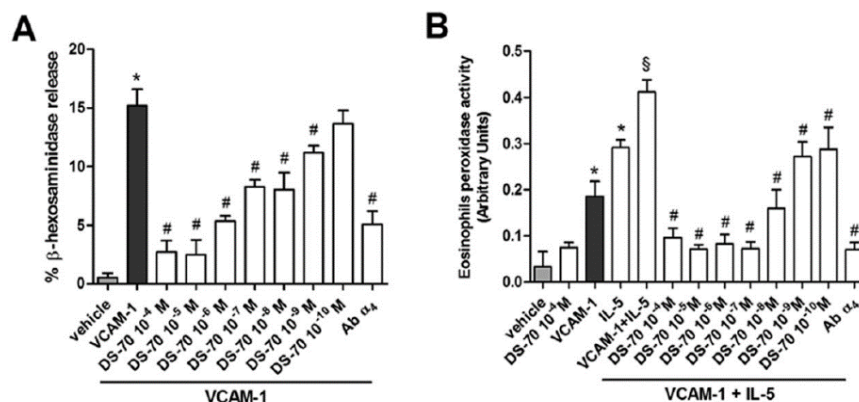 A
B
% β-hexosaminidase release
20
15
10
5
0
*
#
#
#
#
#
#
#
vehicle
VCAM-1
DS-70 10⁻⁴ M
DS-70 10⁻⁵ M
DS-70 10⁻⁶ M
DS-70 10⁻⁷ M
DS-70 10⁻⁸ M
DS-70 10⁻⁹ M
DS-70 10⁻¹⁰ M
Ab α₄
VCAM-1
Eosinophils peroxidase activity
(Arbitrary Units)
0.5
0.4
0.3
0.2
0.1
0.0
*
*
§
#
#
#
#
#
#
#
#
vehicle
DS-70 10⁻⁴ M
VCAM-1
IL-5
VCAM-1+IL-5
DS-70 10⁻⁴ M
DS-70 10⁻⁵ M
DS-70 10⁻⁶ M
DS-70 10⁻⁷ M
DS-70 10⁻⁸ M
DS-70 10⁻⁹ M
DS-70 10⁻¹⁰ M
Ab α₄
VCAM-1 + IL-5